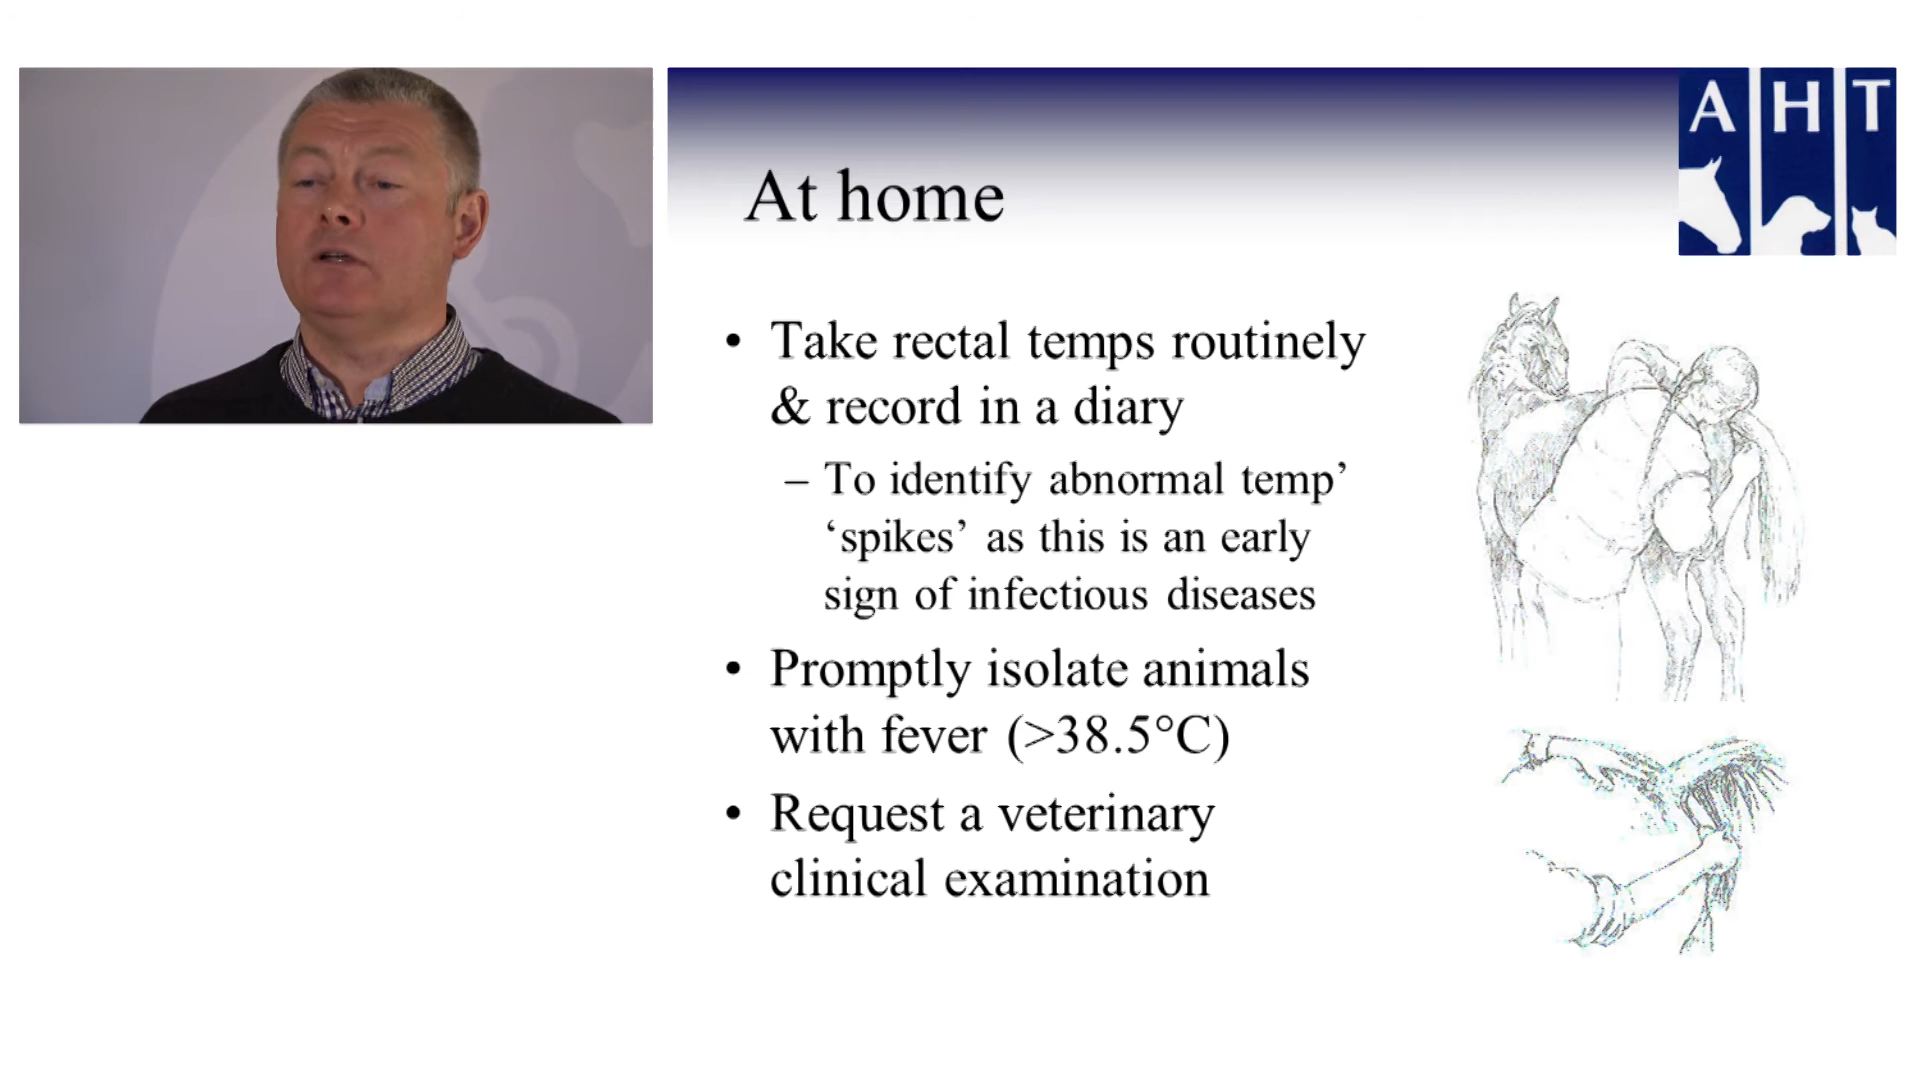 A H T
At home
• Take rectal temps routinely
& record in a diary
– To identify abnormal temp’
‘spikes’ as this is an early
sign of infectious diseases
• Promptly isolate animals
with fever (>38.5°C)
• Request a veterinary
clinical examination